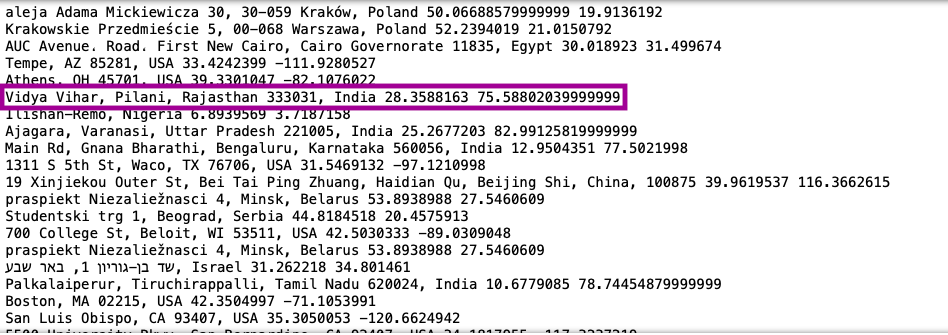 aleja Adama Mickiewicza 30, 30-059 Kraków, Poland 50.06688579999999 19.9136192
Krakowskie Przedmieście 5, 00-068 Warszawa, Poland 52.2394019 21.0150792
AUC Avenue. Road. First New Cairo, Cairo Governorate 11835, Egypt 30.018923 31.499674
Tempe, AZ 85281, USA 33.4242399 -111.9280527
Athens, OH 45701, USA 39.3301047 -82.1076022
Vidya Vihar, Pilani, Rajasthan 333031, India 28.3588163 75.58802039999999
Ilishan-Remo, Nigeria 6.8939569 3.7187158
Ajagara, Varanasi, Uttar Pradesh 221005, India 25.2677203 82.99125819999999
Main Rd, Gnana Bharathi, Bengaluru, Karnataka 560056, India 12.9504351 77.5021998
1311 S 5th St, Waco, TX 76706, USA 31.5469132 -97.1210998
19 Xinjiekou Outer St, Bei Tai Ping Zhuang, Haidian Qu, Beijing Shi, China, 100875 39.9619537 116.3662615
praspiekt Niezaliežnasci 4, Minsk, Belarus 53.8938988 27.5460609
Studentski trg 1, Beograd, Serbia 44.8184518 20.4575913
700 College St, Beloit, WI 53511, USA 42.5030333 -89.0309048
praspiekt Niezaliežnasci 4, Minsk, Belarus 53.8938988 27.5460609
שד בן-גוריון 1, באר שבע, Israel 31.262218 34.801461
Palkalaiperur, Tiruchirappalli, Tamil Nadu 620024, India 10.6779085 78.74454879999999
Boston, MA 02215, USA 42.3504997 -71.1053991
San Luis Obispo, CA 93407, USA 35.3050053 -120.6624942